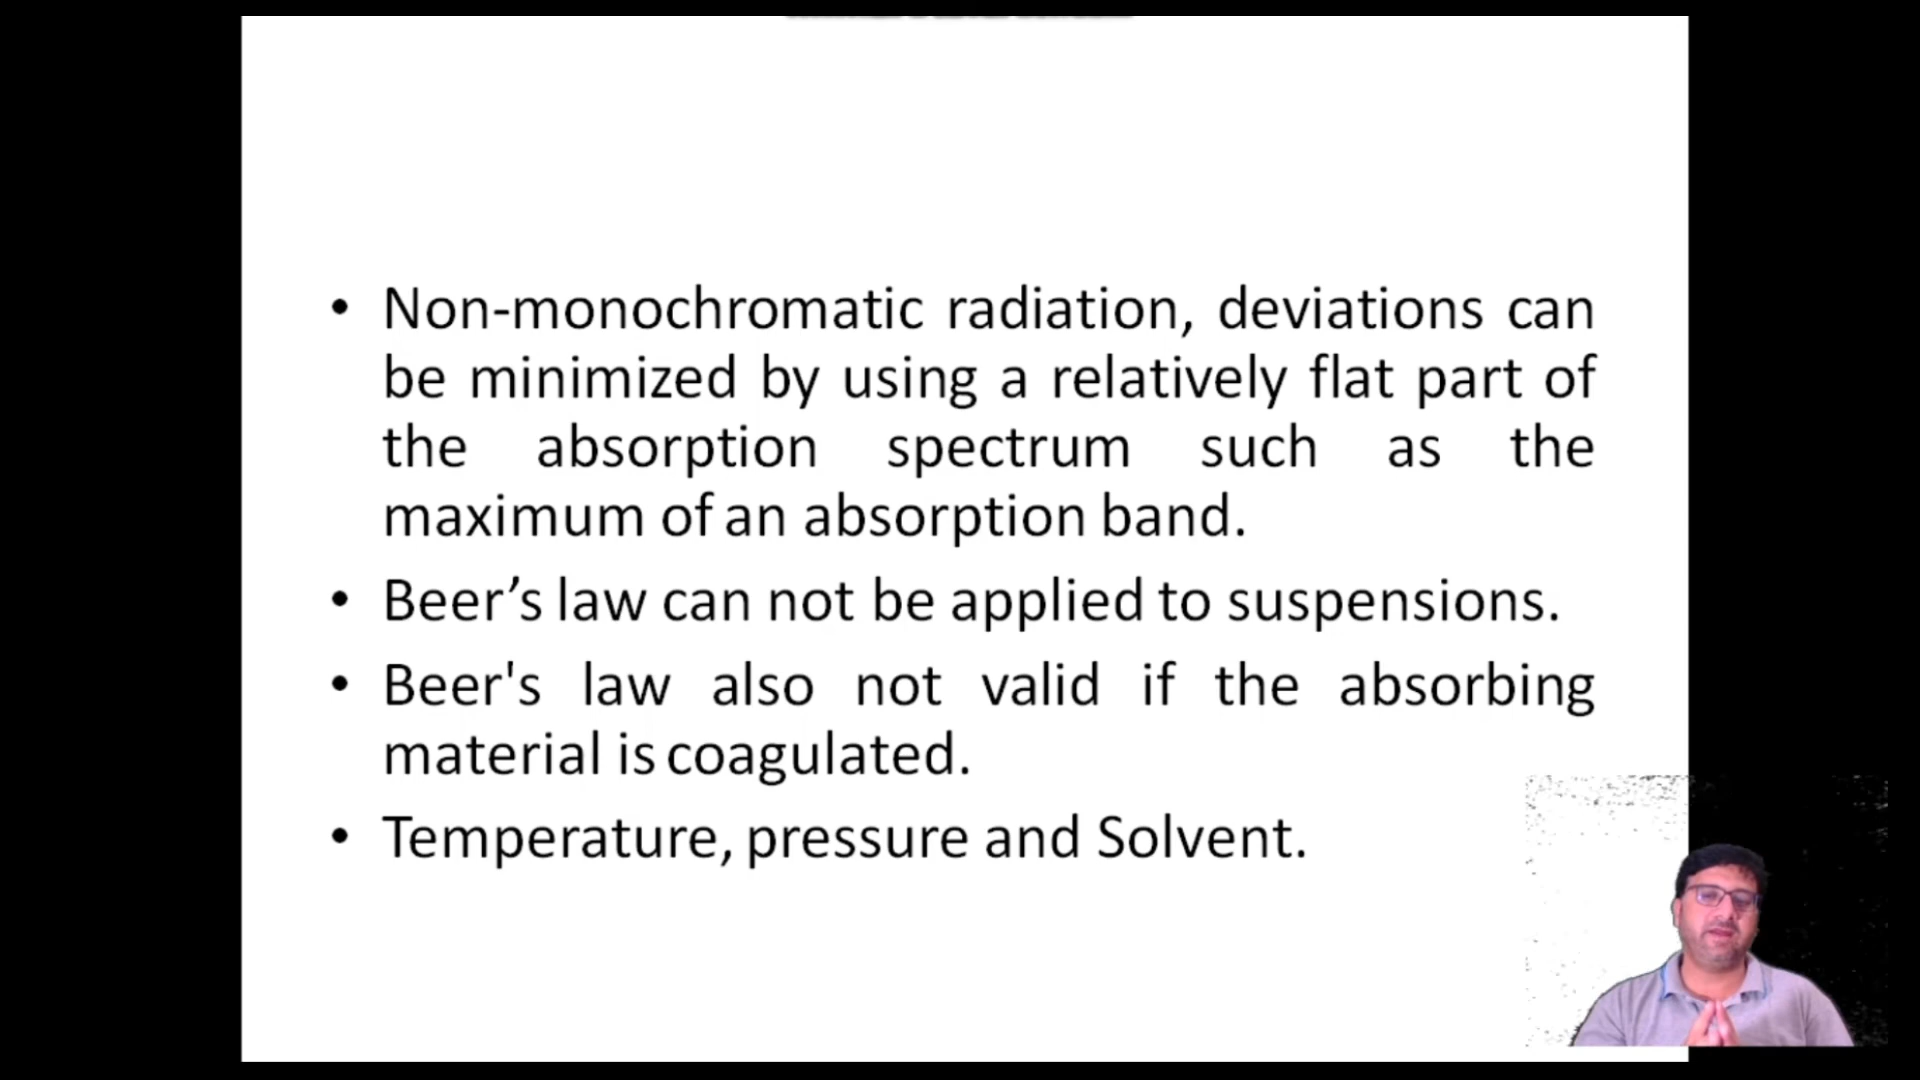 • Non-monochromatic radiation, deviations can
be minimized by using a relatively flat part of
the absorption spectrum such as the
maximum of an absorption band.
• Beer’s law can not be applied to suspensions.
• Beer's law also not valid if the absorbing
material is coagulated.
• Temperature, pressure and Solvent.